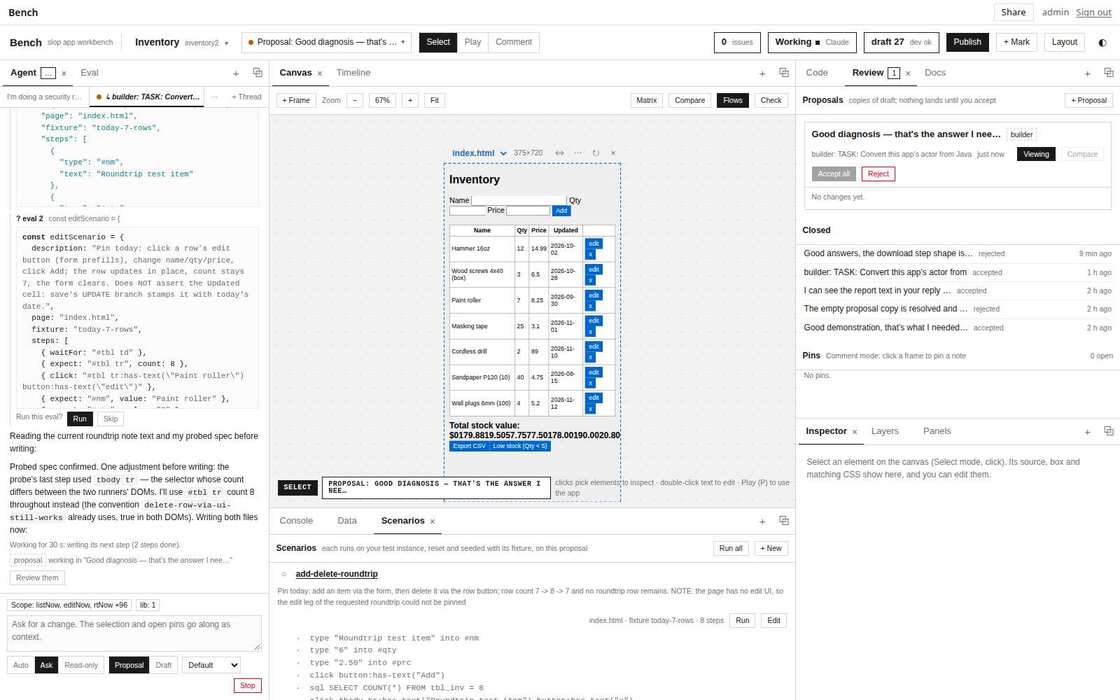 Bench
Share admin Sign out
Bench slop app workbench Inventory inventory2 ▾ Proposal: Good diagnosis — that's … ▾ Select Play Comment 0 issues Working ■ Claude draft 27 dev ok Publish + Mark Layout
Agent … × Eval +
I'm doing a security r… ↳ builder: TASK: Convert… ··· + Thread
"page": "index.html",
"fixture": "today-7-rows",
"steps": [
{
"type": "#nm",
"text": "Roundtrip test item"
},
{
? eval 2 const editScenario = {
const editScenario = {
description: "Pin today: click a row's edit
button (form prefills), change name/qty/price,
click Add; the row updates in place, count stays
7, the form clears. Does NOT assert the Updated
cell: save's UPDATE branch stamps it with today's
date.",
page: "index.html",
fixture: "today-7-rows",
steps: [
{ waitFor: "#tbl td" },
{ expect: "#tbl tr", count: 8 },
{ click: "#tbl tr:has-text(\"Paint roller\")
button:has-text(\"edit\")" },
{ expect: "#nm", value: "Paint roller" },
Run this eval? Run Skip
Reading the current roundtrip note text and my probed spec before
writing:
Probed spec confirmed. One adjustment before writing: the
probe's last step used tbody tr — the selector whose count
differs between the two runners' DOMs. I'll use #tbl tr count 8
throughout instead (the convention delete-row-via-ui-
still-works already uses, true in both DOMs). Writing both files
now:
Working for 30 s: writing its next step (2 steps done).
proposal working in "Good diagnosis — that's the answer I nee…"
Review them
Scope: listNow, editNow, rtNow +96 lib: 1
Ask for a change. The selection and open pins go along as
context.
Auto Ask Read-only Proposal Draft Default
Stop
Canvas × Timeline +
+ Frame Zoom − 67% + Fit Matrix Compare Flows Check
index.html 375×720 ⇔ ··· ↻ ×
Inventory
Name Qty
Price Add
Name Qty Price Updated
Hammer 16oz 12 14.99 2026-10-02 edit x
Wood screws 4x40 (box) 3 6.5 2026-10-28 edit x
Paint roller 7 8.25 2026-09-30 edit x
Masking tape 25 3.1 2026-11-01 edit x
Cordless drill 2 89 2026-11-10 edit x
Sandpaper P120 (10) 40 4.75 2026-08-15 edit x
Wall plugs 6mm (100) 4 5.2 2026-11-12 edit x
Total stock value:
$0179.8819.5057.7577.50178.00190.0020.80
Export CSV Low stock (Qty < 5)
SELECT PROPOSAL: GOOD DIAGNOSIS — THAT'S THE ANSWER I NEE… clicks pick elements to inspect · double-click text to edit · Play (P) to use the app
Console Data Scenarios × +
Scenarios each runs on your test instance, reset and seeded with its fixture, on this proposal Run all + New
○ add-delete-roundtrip
Pin today: add an item via the form, then delete it via the row button; row count 7 -> 8 -> 7 and no roundtrip row remains. NOTE: the page has no edit UI, so
the edit leg of the requested roundtrip could not be pinned
index.html · fixture today-7-rows · 8 steps Run Edit
· type "Roundtrip test item" into #nm
· type "6" into #qty
· type "2.50" into #prc
· click button:has-text("Add")
· sql SELECT COUNT(*) FROM tbl_inv = 8
Code Review 1 Docs +
Proposals copies of draft; nothing lands until you accept + Proposal
Good diagnosis — that's the answer I nee… builder
builder: TASK: Convert this app's actor from Java just now Viewing Compare
Accept all Reject
No changes yet.
Closed
Good answers, the download step shape is… rejected 9 min ago
builder: TASK: Convert this app's actor from accepted 1 h ago
I can see the report text in your reply … accepted 2 h ago
The empty proposal copy is resolved and … rejected 2 h ago
Good demonstration, that's what I needed… accepted 2 h ago
Pins Comment mode: click a frame to pin a note 0 open
No pins.
Inspector × Layers Panels +
Select an element on the canvas (Select mode, click). Its source, box and
matching CSS show here, and you can edit them.